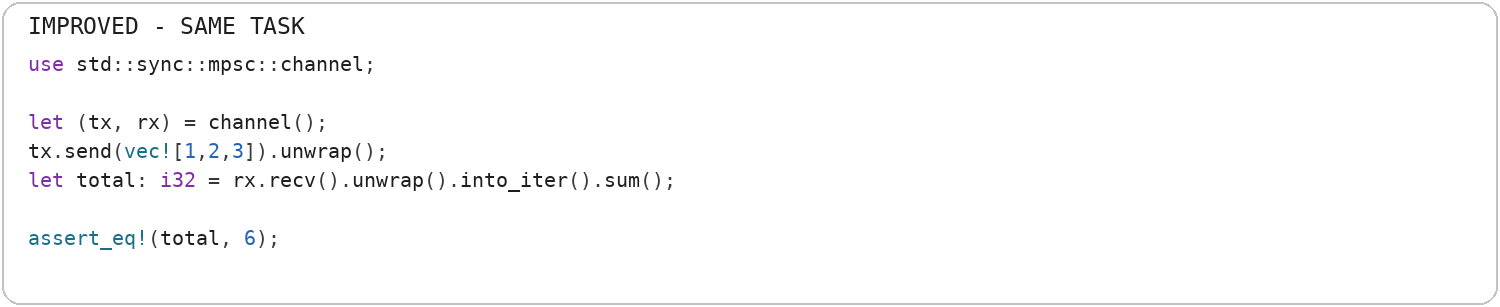 IMPROVED - SAME TASK
use std::sync::mpsc::channel;
let (tx, rx) = channel();
tx.send(vec![1,2,3]).unwrap();
let total: i32 = rx.recv().unwrap().into_iter().sum();
assert_eq!(total, 6);